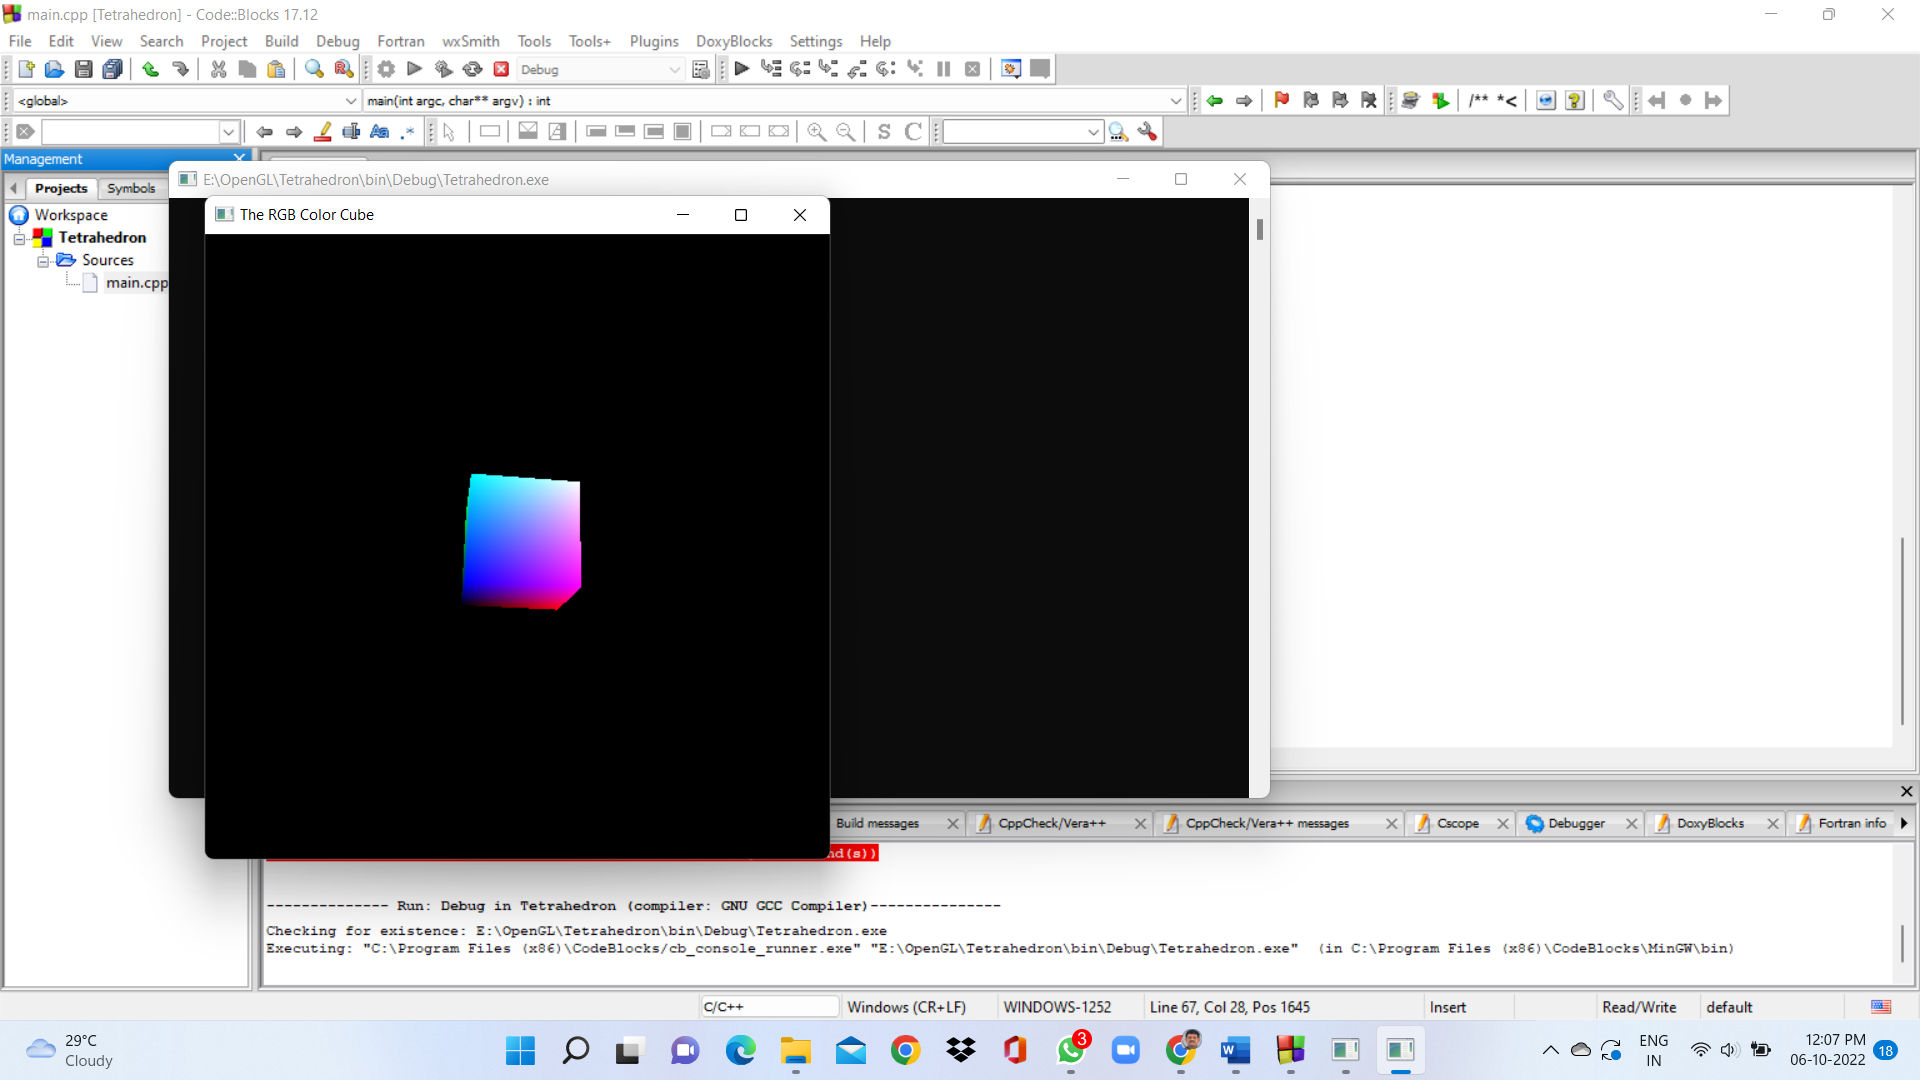 main.cpp [Tetrahedron] - Code::Blocks 17.12
File Edit View Search Project Build Debug Fortran wxSmith Tools Tools+ Plugins DoxyBlocks Settings Help
Debug
<global> main(int argc, char** argv) : int /** *<
Aa .* S C
Management
Projects Symbols
Workspace
Tetrahedron
Sources
main.cpp
E:\OpenGL\Tetrahedron\bin\Debug\Tetrahedron.exe
The RGB Color Cube
Build messages CppCheck/Vera++ CppCheck/Vera++ messages Cscope Debugger DoxyBlocks Fortran info
nd(s))
-------------- Run: Debug in Tetrahedron (compiler: GNU GCC Compiler)---------------
Checking for existence: E:\OpenGL\Tetrahedron\bin\Debug\Tetrahedron.exe
Executing: "C:\Program Files (x86)\CodeBlocks/cb_console_runner.exe" "E:\OpenGL\Tetrahedron\bin\Debug\Tetrahedron.exe"  (in C:\Program Files (x86)\CodeBlocks\MinGW\bin)
C/C++ Windows (CR+LF) WINDOWS-1252 Line 67, Col 28, Pos 1645 Insert Read/Write default
29°C
Cloudy
3
ENG
IN
12:07 PM
06-10-2022
18